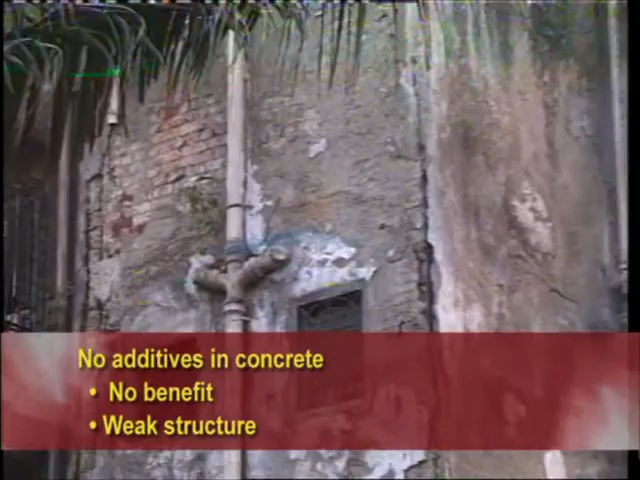 No additives in concrete
• No benefit
• Weak structure